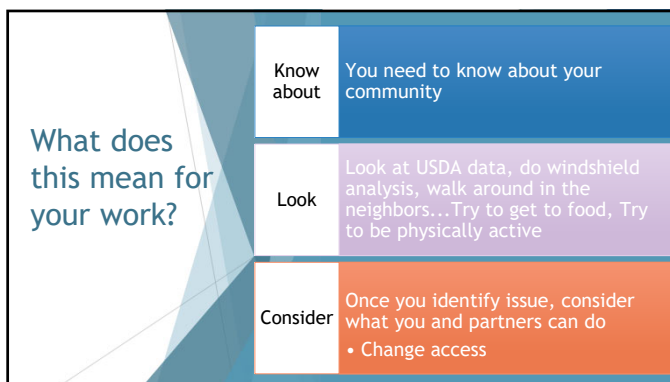 What does
this mean for
your work?
Know
about
You need to know about your
community
Look
Look at USDA data, do windshield
analysis, walk around in the
neighbors...Try to get to food, Try
to be physically active
Consider
Once you identify issue, consider
what you and partners can do
• Change access